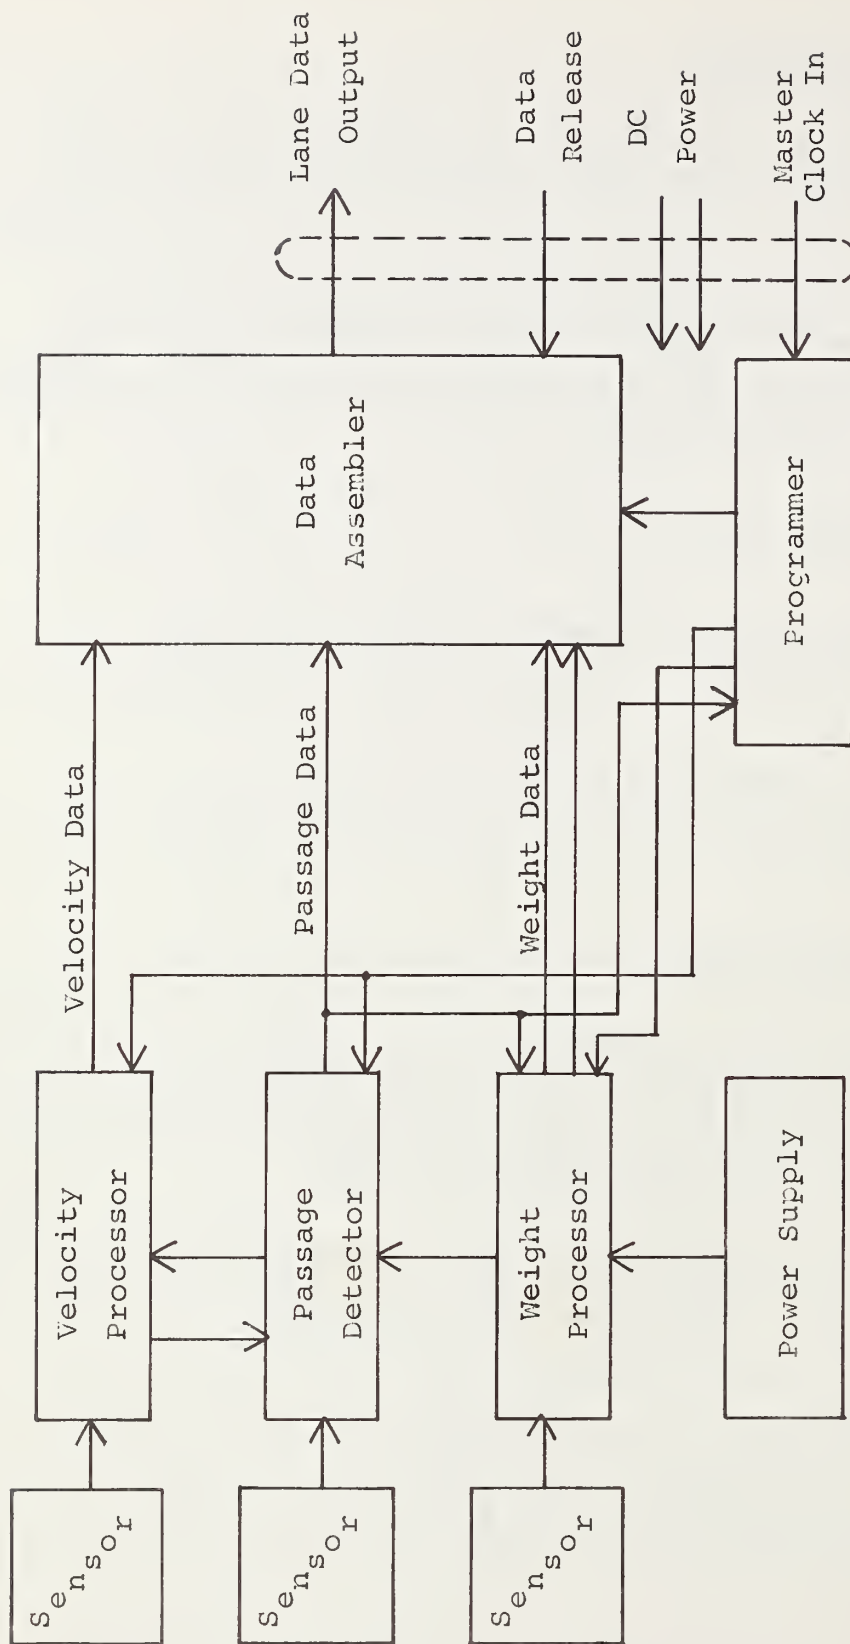 Sensor
Velocity
Processor
Velocity Data
Sensor
Passage
Detector
Passage Data
Data
Assembler
Lane Data
Output
Sensor
Weight
Processor
Weight Data
Data
Release
DC
Power
Power Supply
Programmer
Master
Clock In